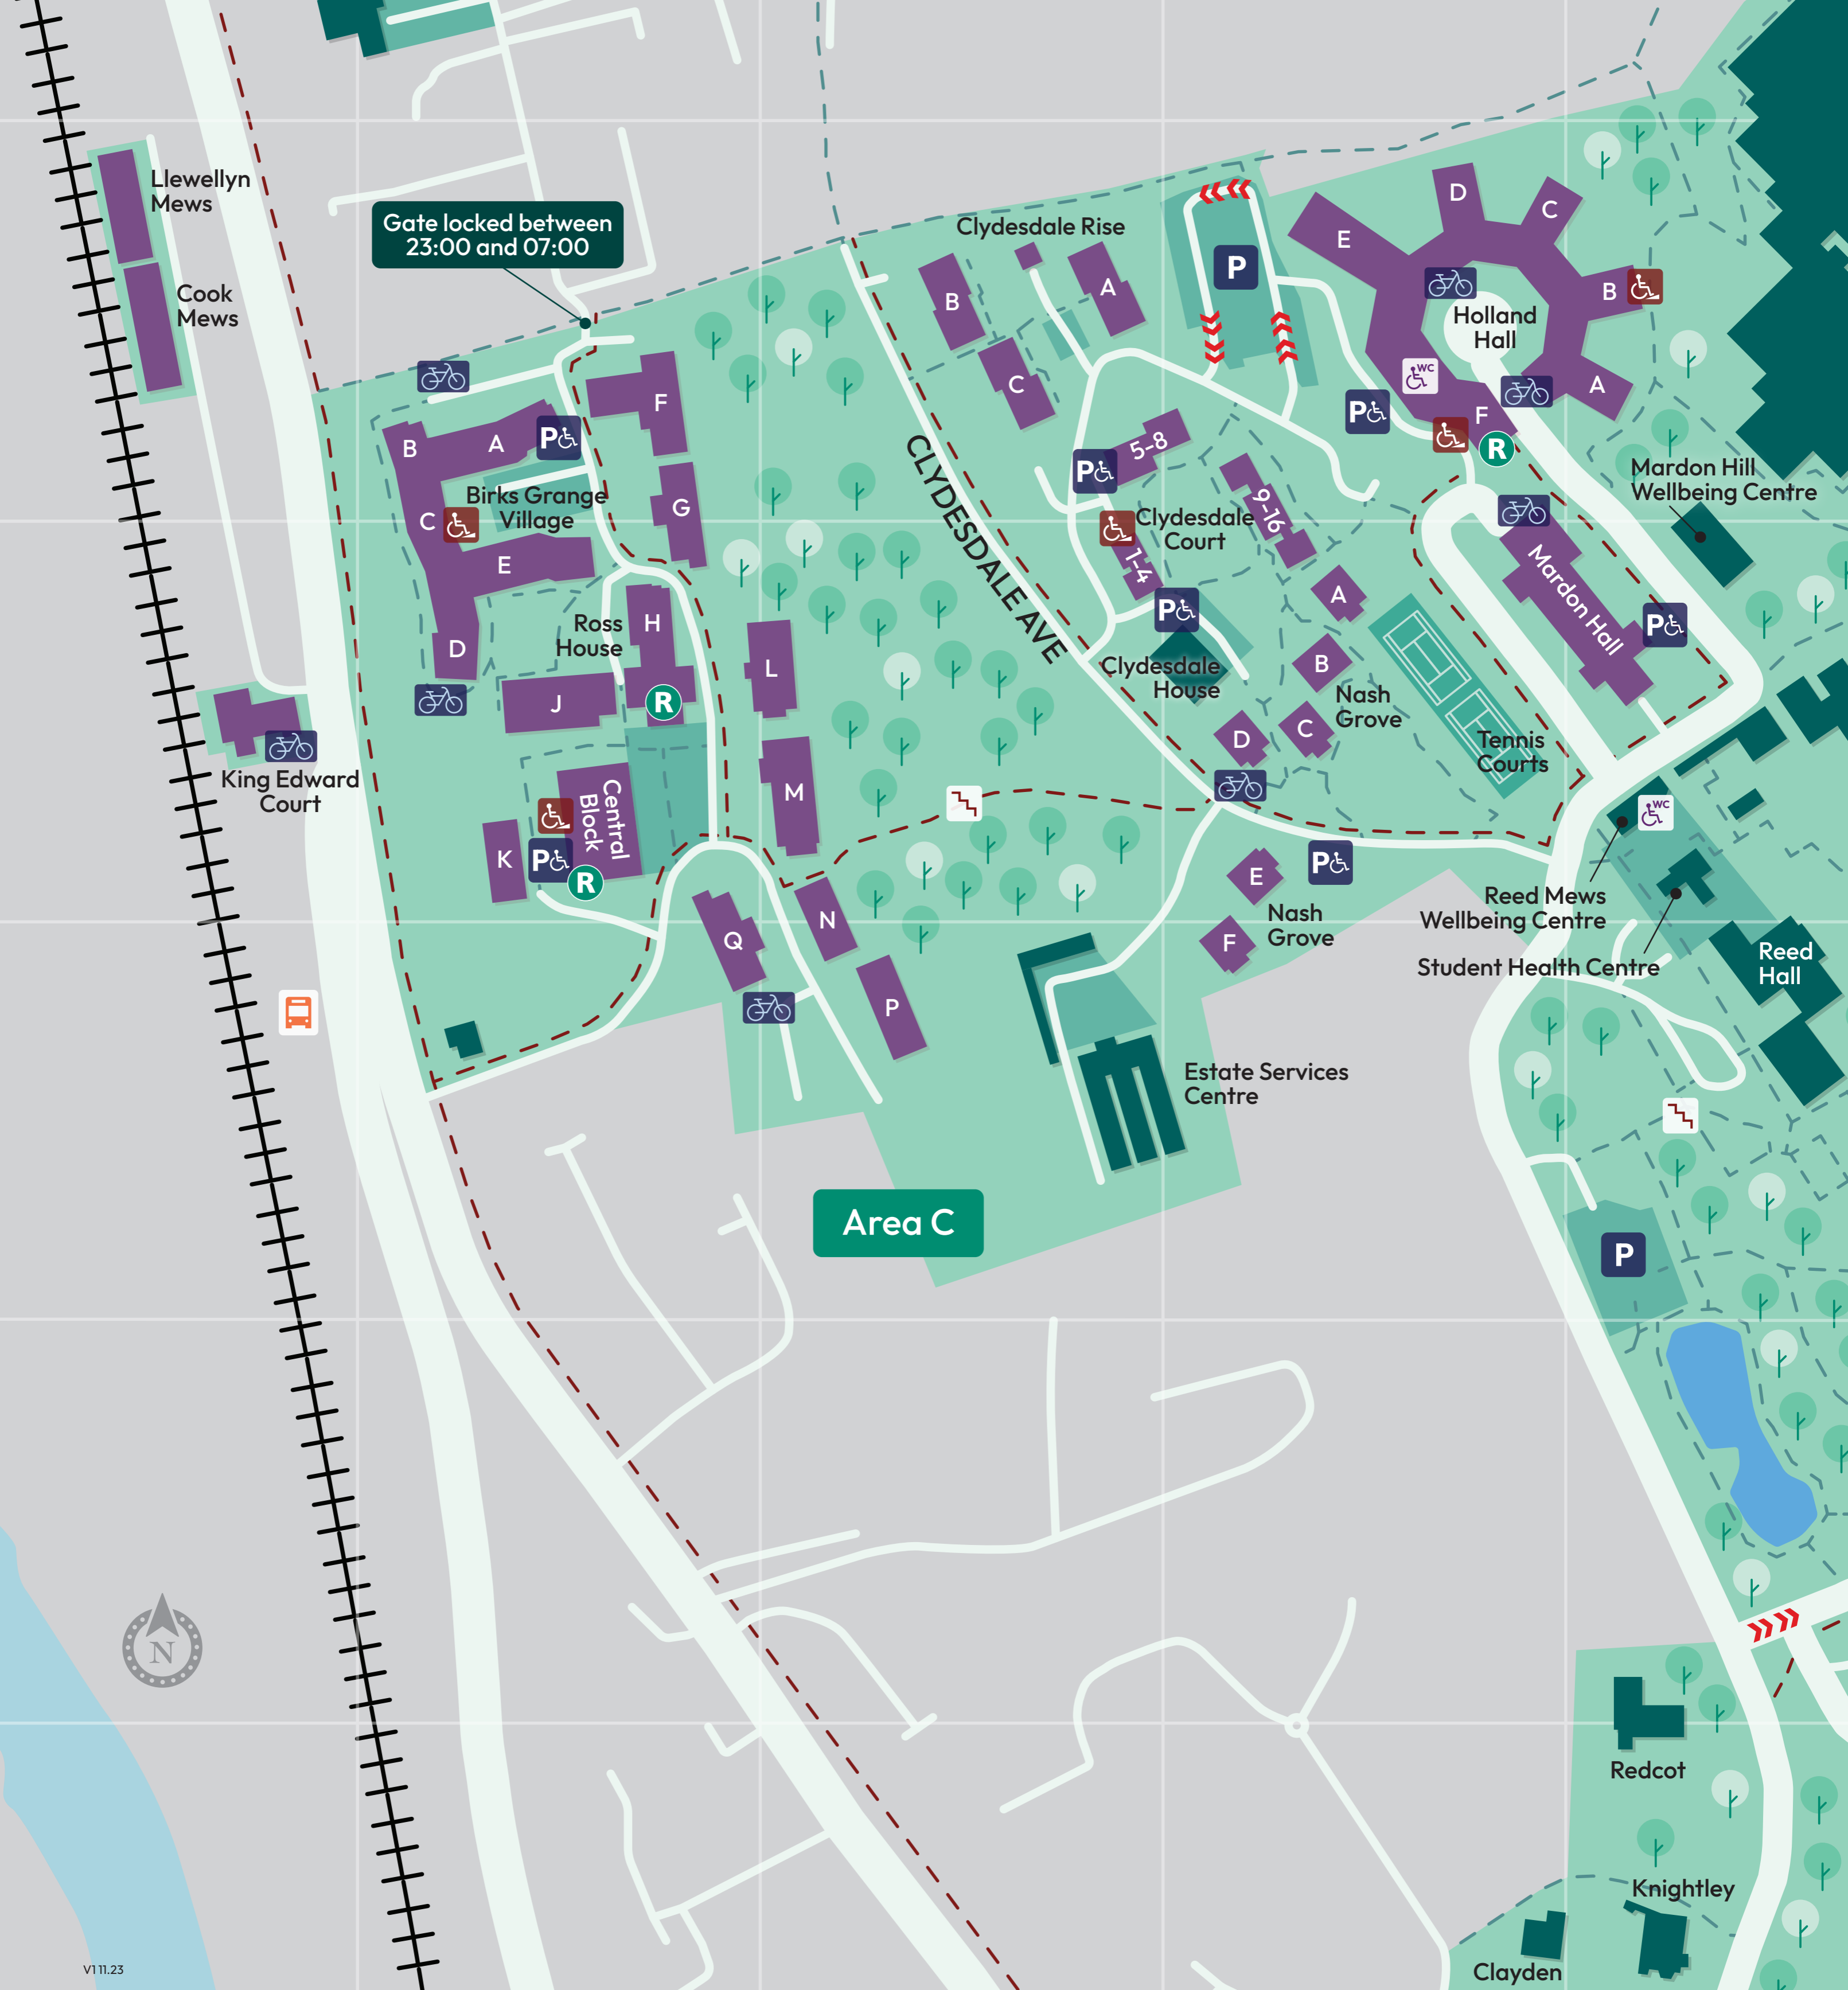 Llewellyn
Mews
Cook
Mews
Gate locked between
23:00 and 07:00
Clydesdale Rise
B
A
C
P
D
C
E
B
Holland
Hall
WC
A
F
P
R
Mardon Hill
Wellbeing Centre
F
B
A
P
Birks Grange
Village
C
G
E
D
Ross
House
H
J
R
L
M
Central
Block
K
P
R
N
Q
P
CLYDESDALE AVE
P
5-8
9-16
Clydesdale
Court
1-4
P
Clydesdale
House
A
B
Nash
Grove
C
D
Tennis
Courts
Mardon Hall
P
King Edward
Court
WC
E
P
Nash
Grove
F
Reed Mews
Wellbeing Centre
Student Health Centre
Reed
Hall
Estate Services
Centre
Area C
P
N
Redcot
Knightley
Clayden
V1 11.23